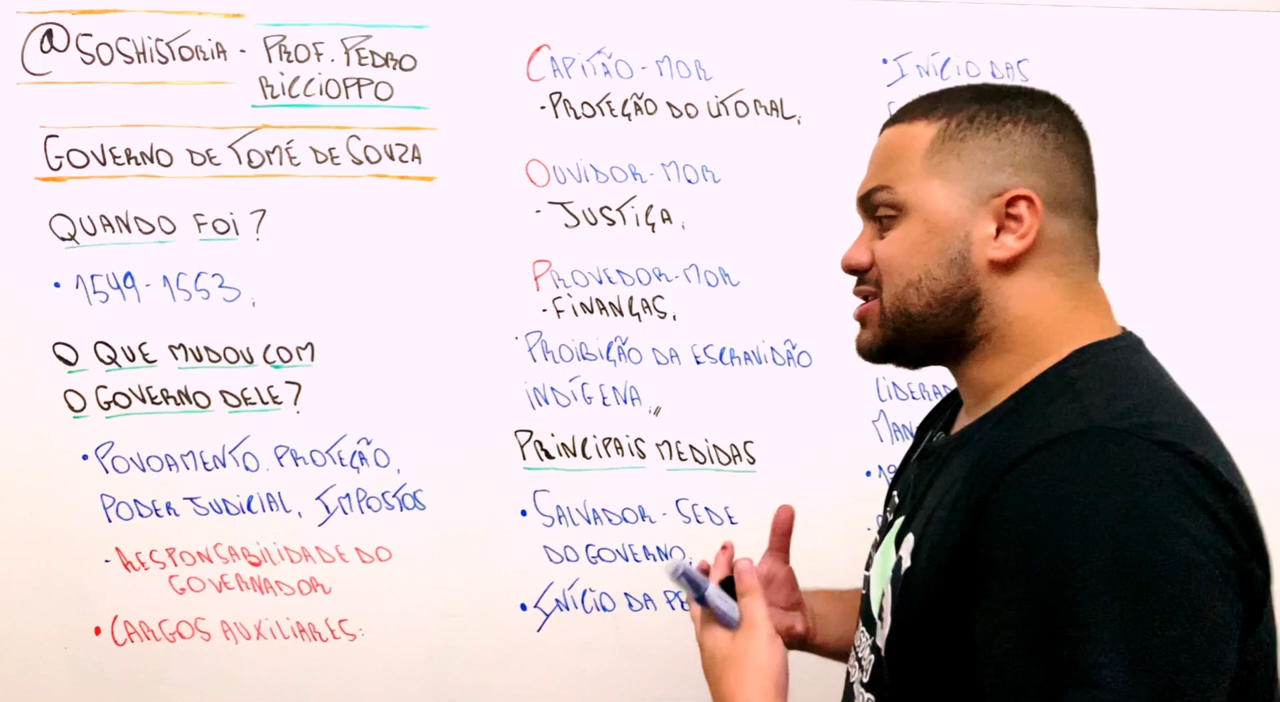 @SOSHISTORIA - PROF. PEDRO
RICCIOPPO
GOVERNO DE TOMÉ DE SOUZA
QUANDO FOI?
• 1549-1553.
O QUE MUDOU COM
O GOVERNO DELE?
• POVOAMENTO. PROTEÇÃO,
PODER JUDICIAL, IMPOSTOS
- RESPONSABILIDADE DO
GOVERNADOR
• CARGOS AUXILIARES:
CAPITÃO-MOR
- PROTEÇÃO DO LITORAL.
OUVIDOR-MOR
- JUSTIÇA.
PROVEDOR-MOR
- FINANÇAS.
• PROIBIÇÃO DA ESCRAVIDÃO
INDÍGENA.
PRINCIPAIS MEDIDAS
• SALVADOR - SEDE
DO GOVERNO.
• INÍCIO DA
• INÍCIO DAS